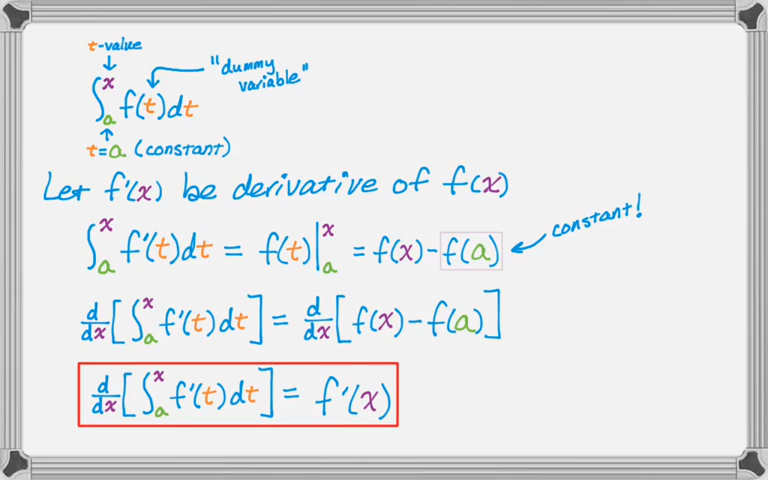 t-value
"dummy variable"
∫ₐˣ f(t)dt
t=a (constant)
Let f'(x) be derivative of f(x)
constant!
∫ₐˣ f'(t)dt = f(t)|ₐˣ = f(x)-f(a)
d/dx[∫ₐˣ f'(t)dt] = d/dx[f(x)-f(a)]
d/dx[∫ₐˣ f'(t)dt] = f'(x)